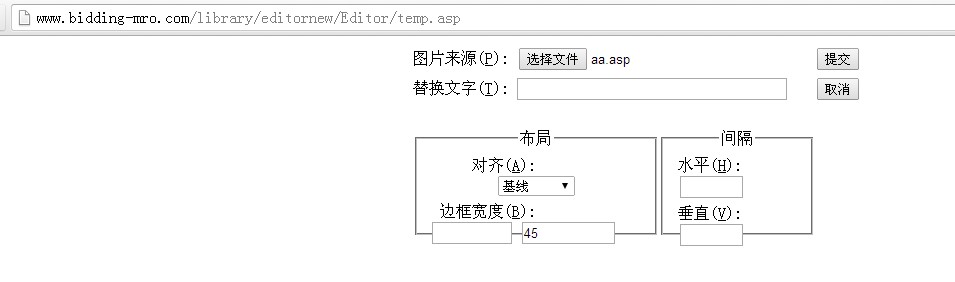 www.bidding-mro.com/library/editornew/Editor/temp.asp
图片来源(P): 选择文件 aa.asp 提交
替换文字(T): 取消
布局 间隔
对齐(A): 水平(H):
基线
边框宽度(B): 垂直(V):
45